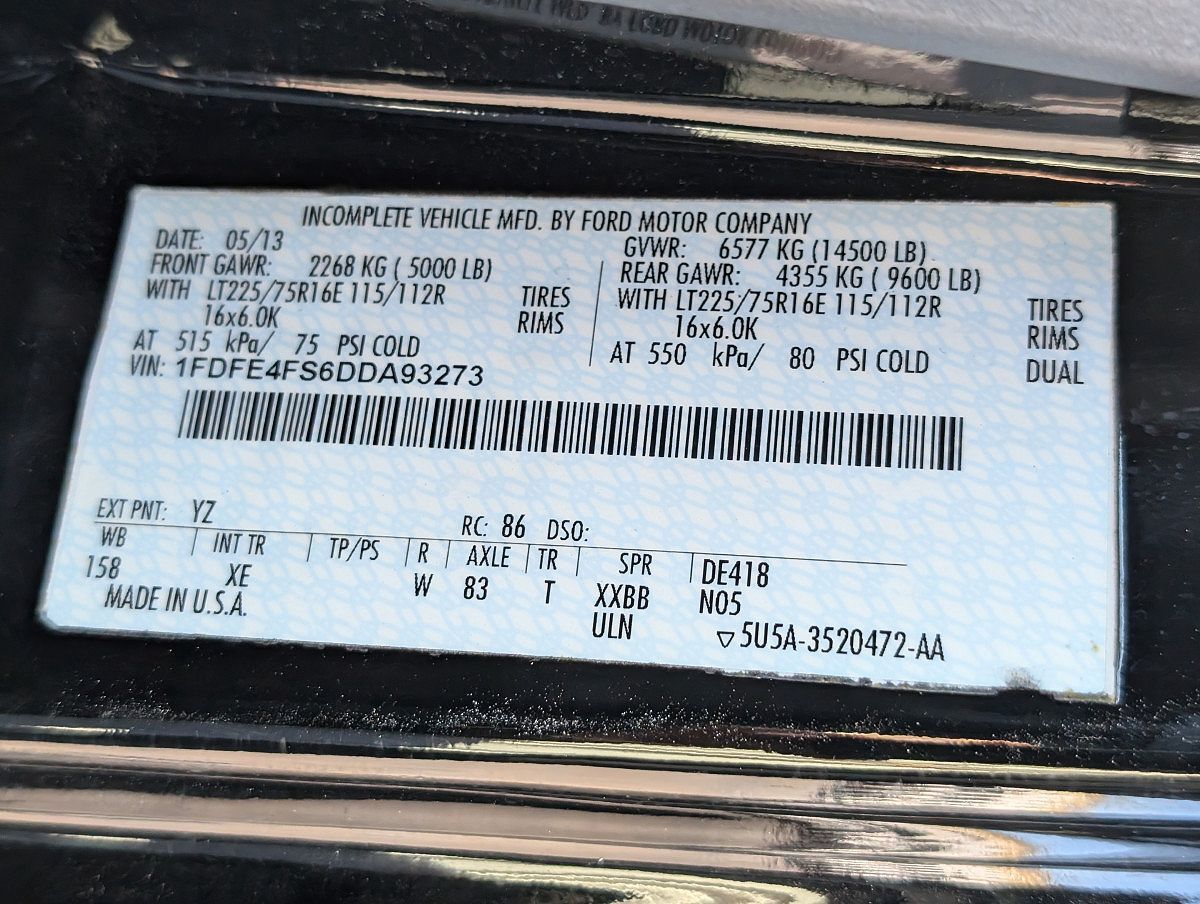 INCOMPLETE VEHICLE MFD. BY FORD MOTOR COMPANY
DATE: 05/13 GVWR: 6577 KG (14500 LB)
FRONT GAWR: 2268 KG ( 5000 LB) REAR GAWR: 4355 KG ( 9600 LB)
WITH LT225/75R16E 115/112R TIRES WITH LT225/75R16E 115/112R TIRES
16x6.0K RIMS 16x6.0K RIMS
AT 515 kPa/ 75 PSI COLD AT 550 kPa/ 80 PSI COLD DUAL
VIN: 1FDFE4FS6DDA93273
EXT PNT: YZ RC: 86 DSO:
WB INT TR TP/PS R AXLE TR SPR DE418
158 XE W 83 T XXBB N05
MADE IN U.S.A. ULN ▽5U5A-3520472-AA